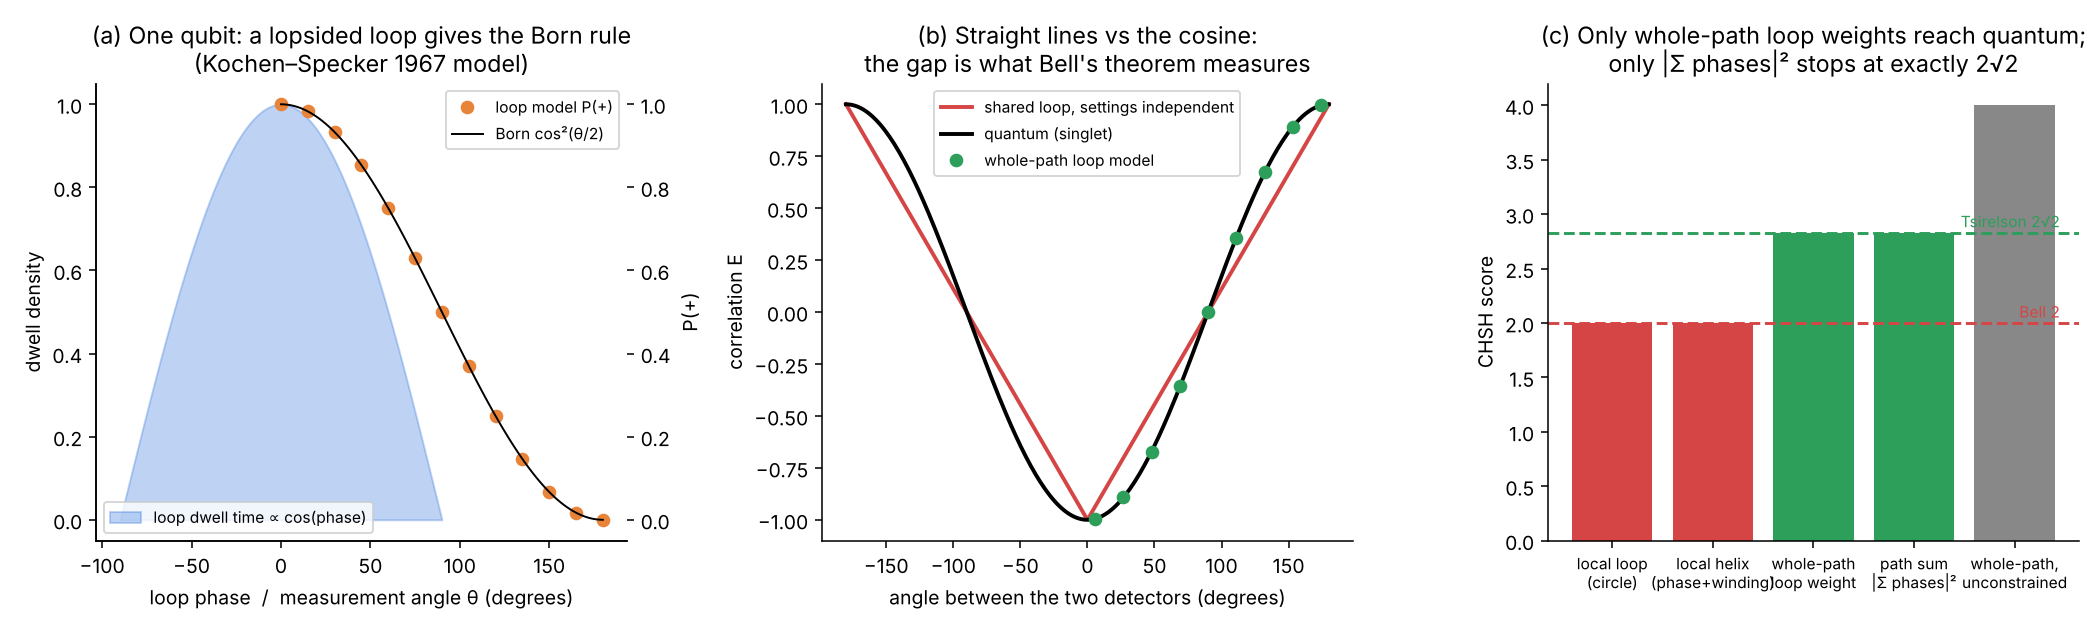 (a) One qubit: a lopsided loop gives the Born rule
(Kochen–Specker 1967 model)
1.0
0.8
0.6
0.4
0.2
0.0
dwell density
loop model P(+)
Born cos²(θ/2)
loop dwell time ∝ cos(phase)
1.0
0.8
0.6
0.4
0.2
0.0
P(+)
−100
−50
0
50
100
150
loop phase / measurement angle θ (degrees)
(b) Straight lines vs the cosine:
the gap is what Bell's theorem measures
1.00
0.75
0.50
0.25
0.00
−0.25
−0.50
−0.75
−1.00
correlation E
shared loop, settings independent
quantum (singlet)
whole-path loop model
−150
−100
−50
0
50
100
150
angle between the two detectors (degrees)
(c) Only whole-path loop weights reach quantum;
only |Σ phases|² stops at exactly 2√2
4.0
3.5
3.0
2.5
2.0
1.5
1.0
0.5
0.0
CHSH score
Tsirelson 2√2
Bell 2
local loop
(circle)
local helix
(phase+winding)
whole-path
loop weight
path sum
|Σ phases|²
whole-path,
unconstrained